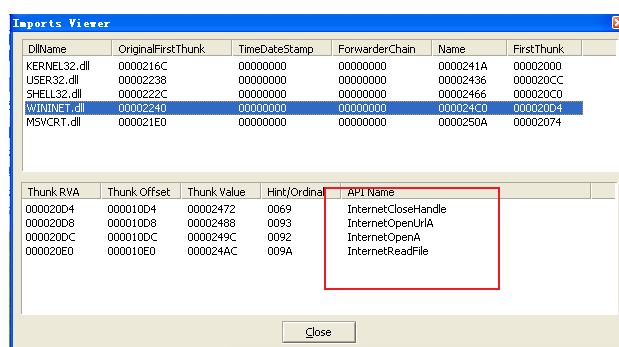 Imports Viewer
DllName OriginalFirstThunk TimeDateStamp ForwarderChain Name FirstThunk
KERNEL32.dll 0000216C 00000000 00000000 0000241A 00002000
USER32.dll 00002238 00000000 00000000 00002436 000020CC
SHELL32.dll 0000222C 00000000 00000000 00002466 000020C0
WININET.dll 00002240 00000000 00000000 000024C0 000020D4
MSVCRT.dll 000021E0 00000000 00000000 0000250A 00002074
Thunk RVA Thunk Offset Thunk Value Hint/Ordinal API Name
000020D4 000010D4 00002472 0069 InternetCloseHandle
000020D8 000010D8 00002488 0093 InternetOpenUrlA
000020DC 000010DC 0000249C 0092 InternetOpenA
000020E0 000010E0 000024AC 009A InternetReadFile
Close